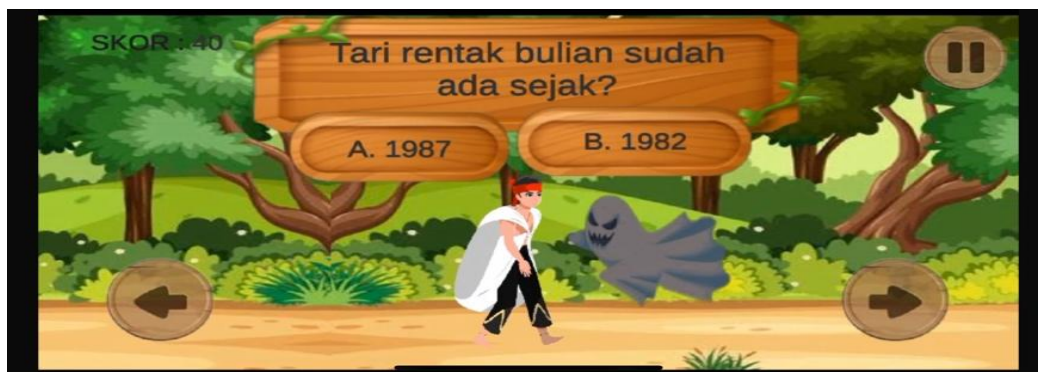 SKOR : 40
Tari rentak bulian sudah
ada sejak?
A. 1987
B. 1982